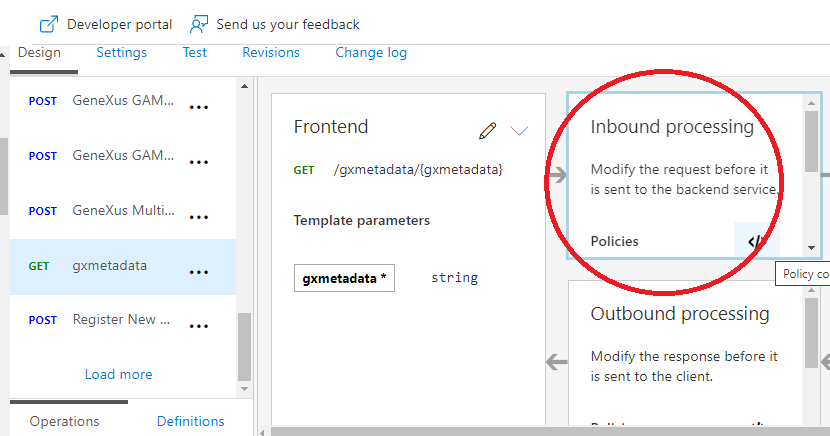 Developer portal
Send us your feedback
Design
Settings
Test
Revisions
Change log
POST GeneXus GAM... ...
POST GeneXus GAM... ...
POST GeneXus Multi... ...
GET gxmetadata ...
POST Register New ... ...
Load more
Operations
Definitions
Frontend
GET /gxmetadata/{gxmetadata}
Template parameters
gxmetadata * string
Inbound processing
Modify the request before it
is sent to the backend service.
Policies </>
Policy co
Outbound processing
Modify the response before it
is sent to the client.